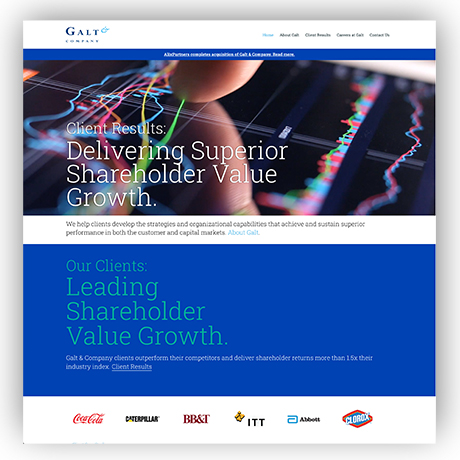 GALT &
COMPANY
Home About Galt Client Results Careers at Galt Contact Us
AlixPartners completes acquisition of Galt & Company. Read more.
Client Results:
Delivering Superior
Shareholder Value
Growth.
We help clients develop the strategies and organizational capabilities that achieve and sustain superior
performance in both the customer and capital markets. About Galt.
Our Clients:
Leading
Shareholder
Value Growth.
Galt & Company clients outperform their competitors and deliver shareholder returns more than 1.5x their
industry index. Client Results
Coca-Cola CATERPILLAR BB&T ITT Abbott CLOROX